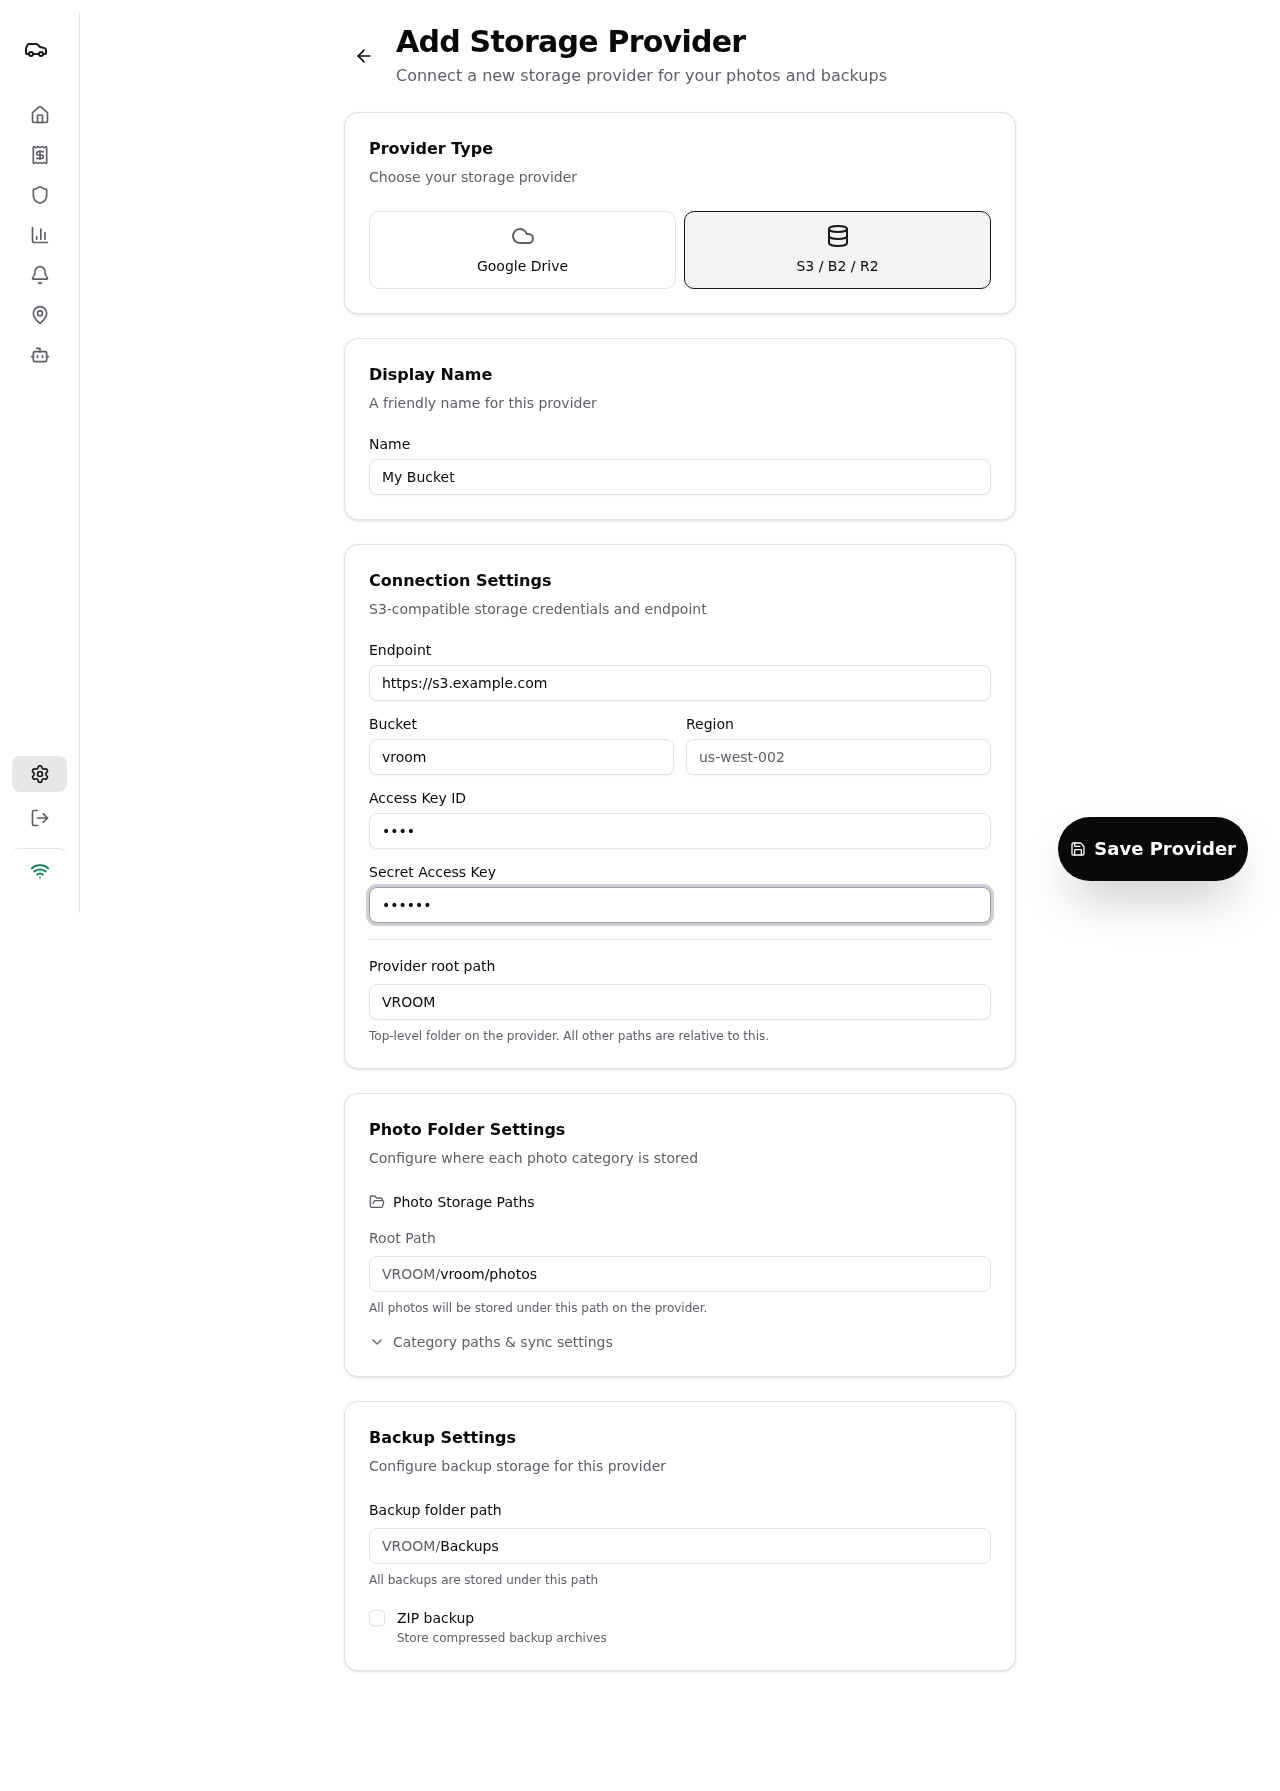 Add Storage Provider
Connect a new storage provider for your photos and backups
Provider Type
Choose your storage provider
Google Drive
S3 / B2 / R2
Display Name
A friendly name for this provider
Name
My Bucket
Connection Settings
S3-compatible storage credentials and endpoint
Endpoint
https://s3.example.com
Bucket
Region
vroom
us-west-002
Access Key ID
••••
Secret Access Key
••••••
Save Provider
Provider root path
VROOM
Top-level folder on the provider. All other paths are relative to this.
Photo Folder Settings
Configure where each photo category is stored
Photo Storage Paths
Root Path
VROOM/vroom/photos
All photos will be stored under this path on the provider.
Category paths & sync settings
Backup Settings
Configure backup storage for this provider
Backup folder path
VROOM/Backups
All backups are stored under this path
ZIP backup
Store compressed backup archives